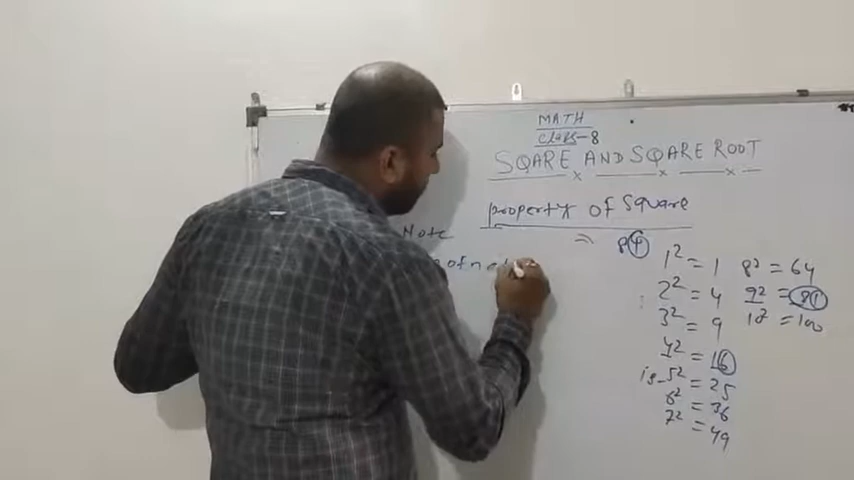 MATH
Class-8
SQARE AND SQARE ROOT
property of Square
Note
of n
1² = 1
2² = 4
3² = 9
4² = 16
5² = 25
6² = 36
7² = 49
8² = 64
9² = 81
10² = 100